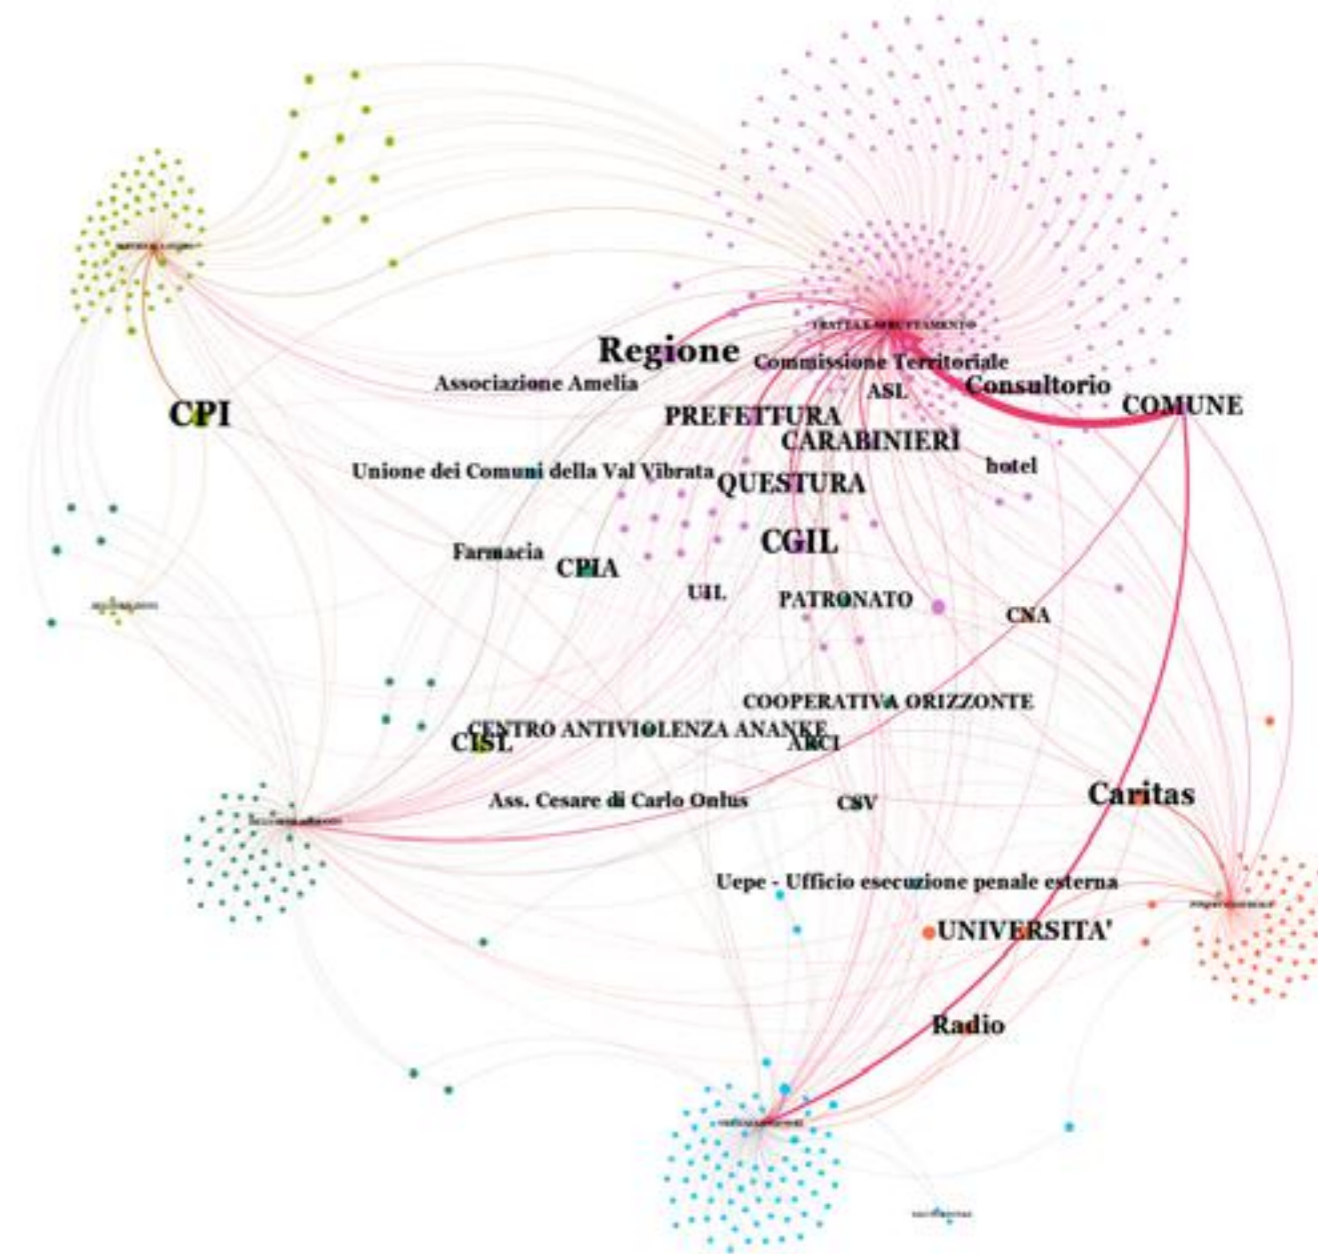 TRATTA E SFRUTTAMENTO
Regione
Commissione Territoriale
Associazione Amelia
ASL
Consultorio
COMUNE
CPI
PREFETTURA
CARABINIERI
hotel
Unione dei Comuni della Val Vibrata
QUESTURA
CGIL
Farmacia
CPIA
UIL
PATRONATO
CNA
COOPERATIVA ORIZZONTE
CENTRO ANTIVIOLENZA ANANKE
CISL
ARCI
Caritas
Ass. Cesare di Carlo Onlus
CSV
Uepe - Ufficio esecuzione penale esterna
UNIVERSITA'
Radio